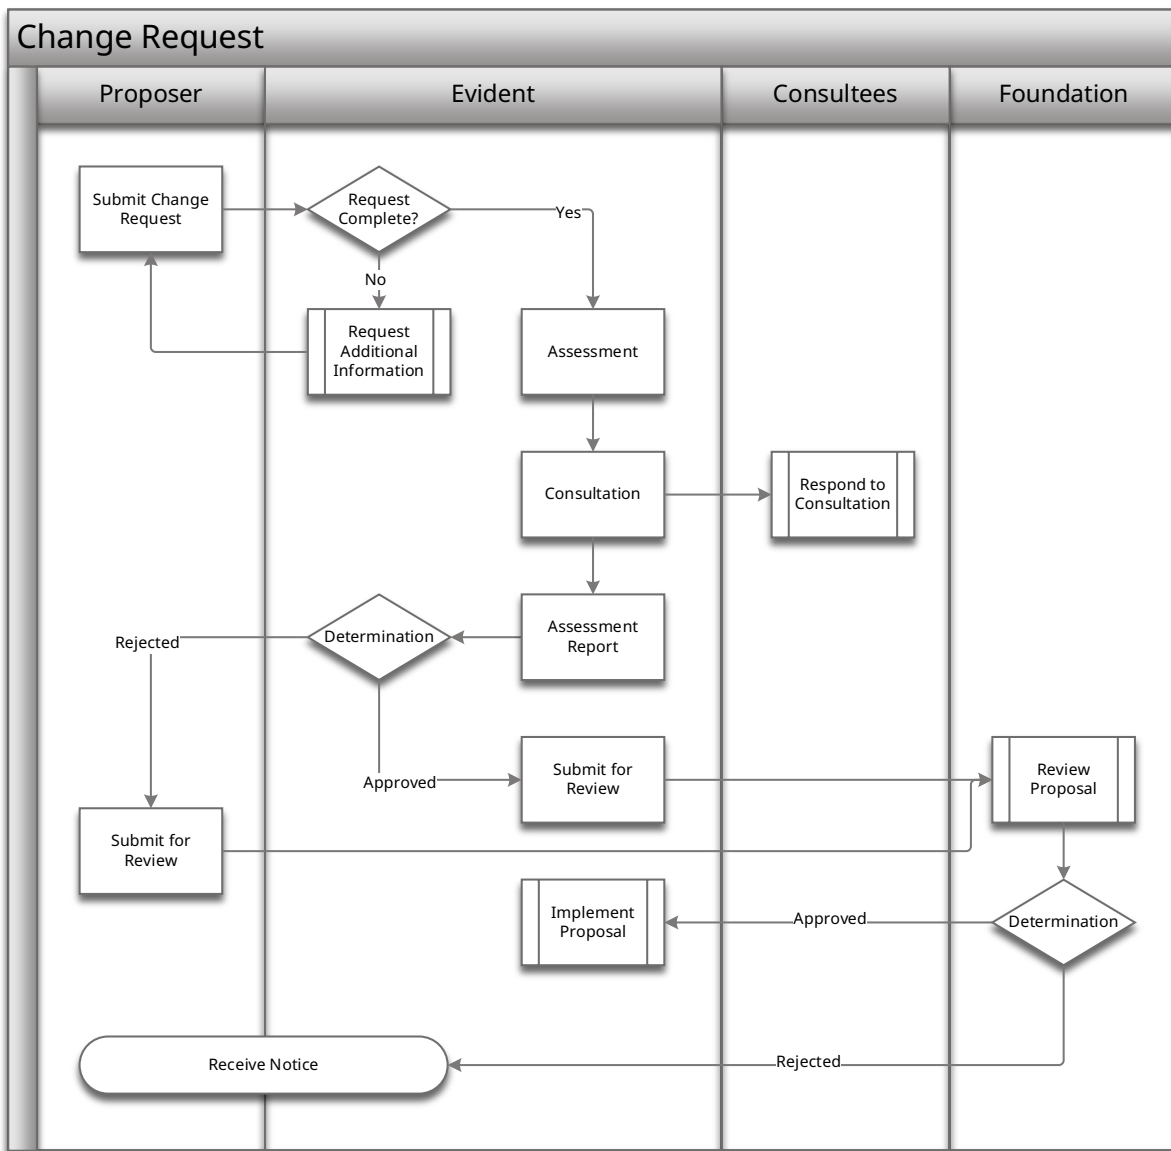 Change Request
Proposer
Evident
Consultees
Foundation
Submit Change
Request
Request
Complete?
Yes
No
Request
Additional
Information
Assessment
Consultation
Respond to
Consultation
Rejected
Determination
Assessment
Report
Approved
Submit for
Review
Review
Proposal
Submit for
Review
Implement
Proposal
Approved
Determination
Receive Notice
Rejected